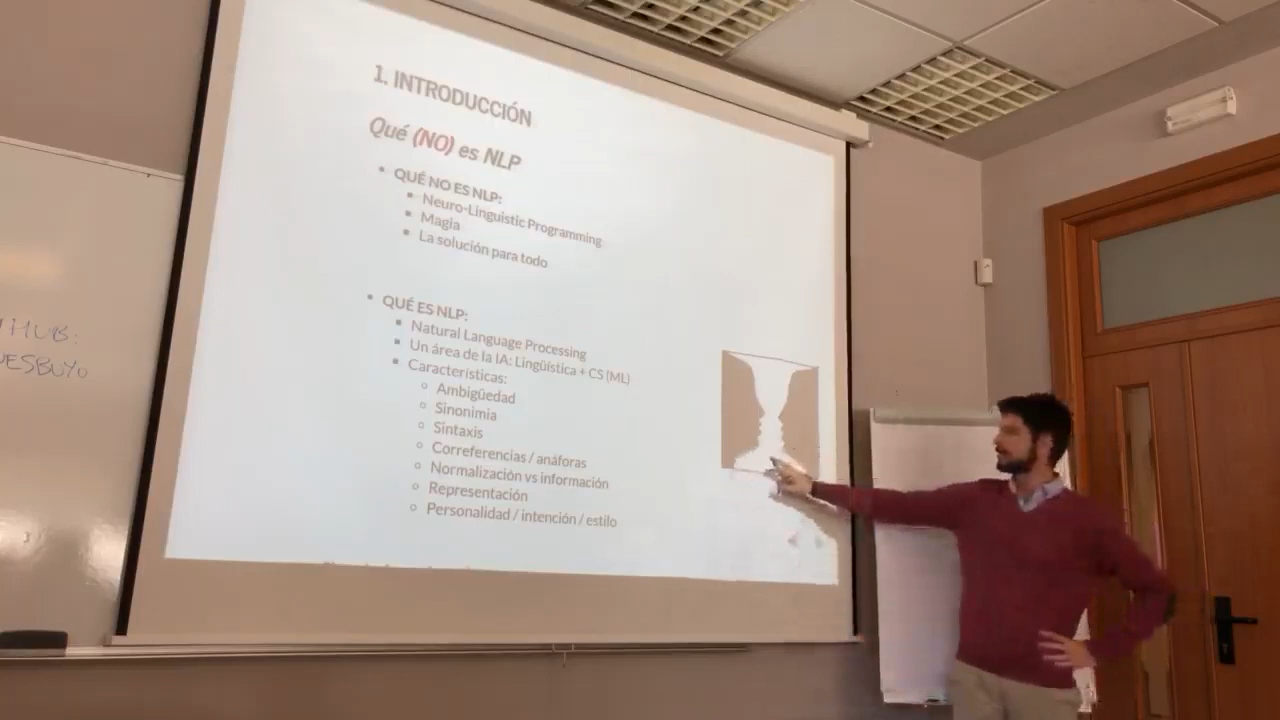 1. INTRODUCCIÓN
Qué (NO) es NLP
• QUÉ NO ES NLP:
▪ Neuro-Linguistic Programming
▪ Magia
▪ La solución para todo
• QUÉ ES NLP:
▪ Natural Language Processing
▪ Un área de la IA: Lingüística + CS (ML)
▪ Características:
○ Ambigüedad
○ Sinonimia
○ Sintaxis
○ Correferencias / anáforas
○ Normalización vs información
○ Representación
○ Personalidad / intención / estilo
THUB:
UESBUYO